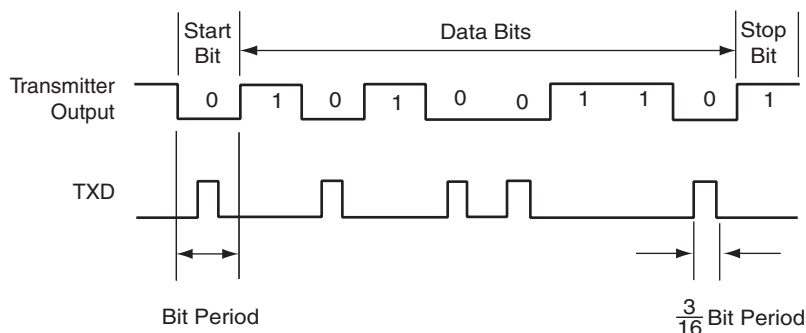 Start
Bit
Data Bits
Stop
Bit
Transmitter
Output
0 1 0 1 0 0 1 1 0 1
TXD
Bit Period
3/16 Bit Period